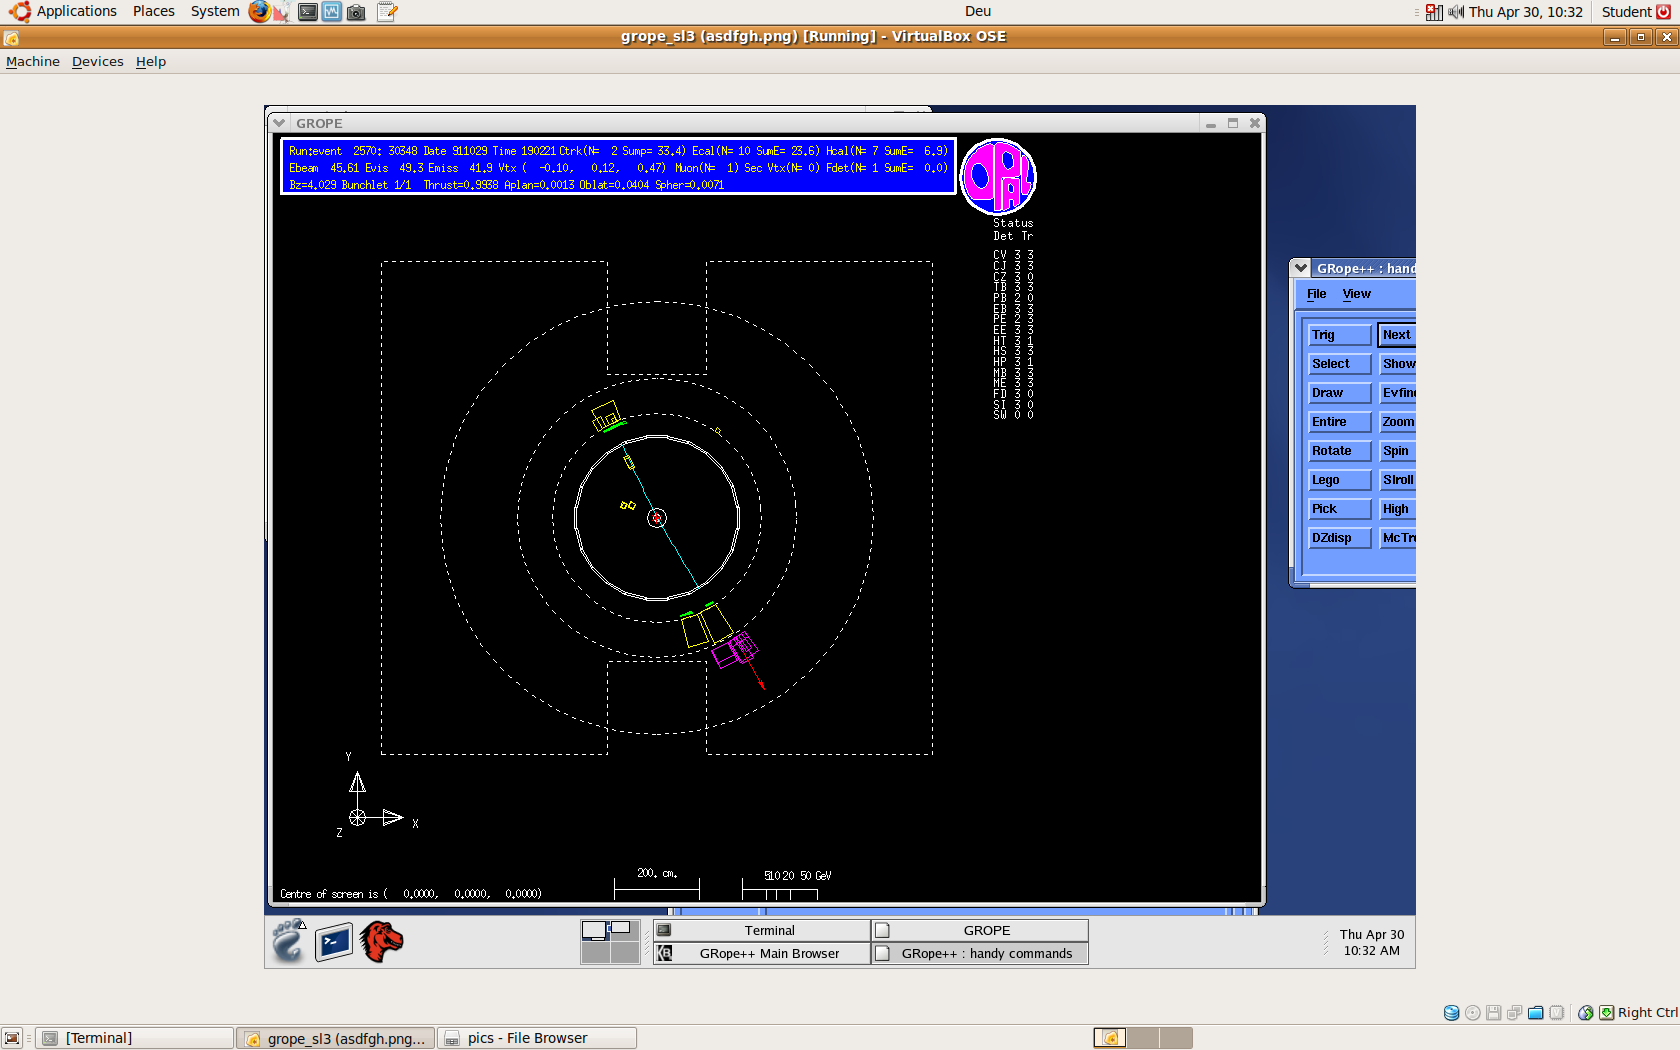 Applications Places System Deu Thu Apr 30, 10:32 Student
grope_sl3 (asdfgh.png) [Running] - VirtualBox OSE
Machine Devices Help
GROPE
Run:event 2570: 30348 Date 911029 Time 190221 Ctrk(N= 2 Sump= 33.4) Ecal(N= 10 SumE= 23.6) Hcal(N= 7 SumE= 6.9)
Ebeam 45.61 Evis 49.3 Emiss 41.9 Vtx ( -0.10, 0.12, 0.47) Muon(N= 1) Sec Vtx(N= 0) Fdet(N= 1 SumE= 0.0)
Bz=4.029 Bunchlet 1/1 Thrust=0.9938 Aplan=0.0013 Oblat=0.0404 Spher=0.0071
OPAL
Status
Det Tr
CV 3 3
CJ 3 3
CZ 3 0
TB 3 3
PB 2 0
EB 3 3
PE 2 3
EE 3 3
HT 3 1
HS 3 3
HP 3 1
MB 3 3
ME 3 3
FD 3 0
SI 3 0
SW 0 0
GRope++ : hand
File View
Trig Next
Select Show
Draw Evfin
Entire Zoom
Rotate Spin
Lego Slroll
Pick High
DZdisp McTr
Y
X
Z
200. cm.
5 10 20 50 GeV
Centre of screen is ( 0.0000, 0.0000, 0.0000)
Terminal GROPE
GRope++ Main Browser GRope++ : handy commands
Thu Apr 30
10:32 AM
Right Ctrl
[Terminal] grope_sl3 (asdfgh.png... pics - File Browser